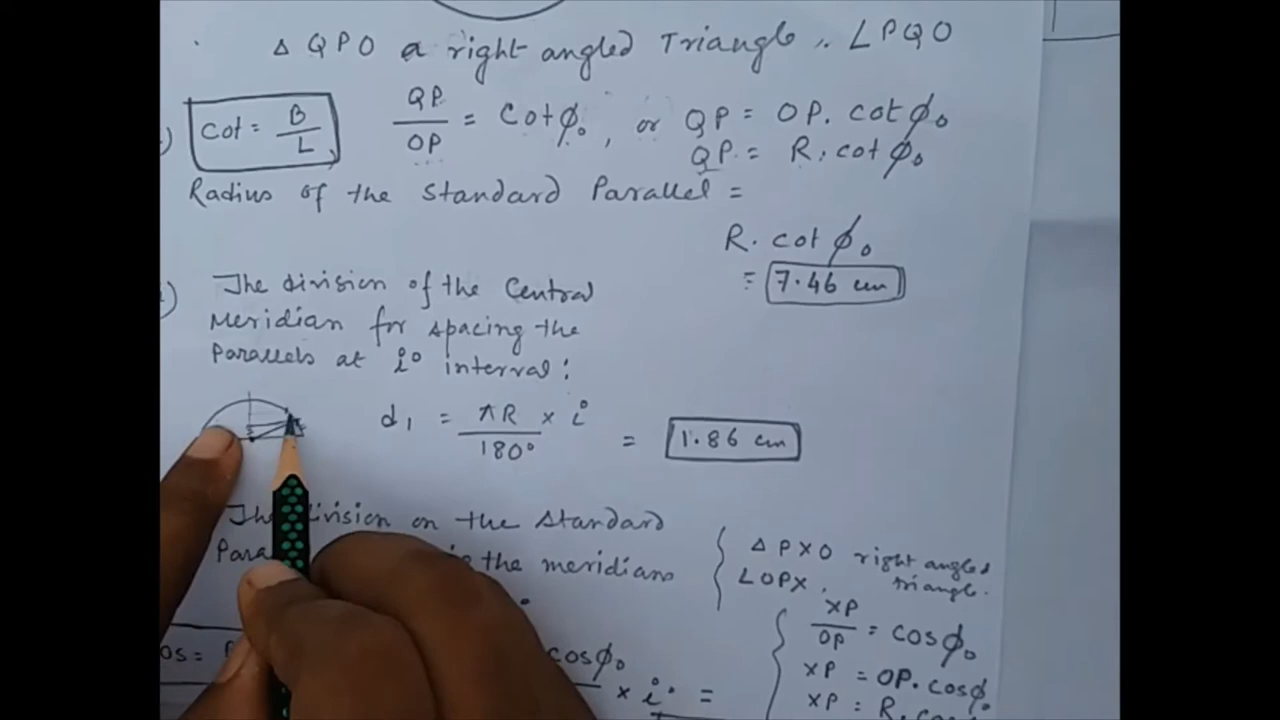 Δ QPO a right angled Triangle ∴ ∠PQO
Cot = B/L
QP/OP = Cot φ₀, or QP = OP. cot φ₀
QP = R. cot φ₀
Radius of the standard Parallel =
R. cot φ₀
= 7.46 cm
The division of the Central
Meridian for spacing the
Parallels at i° interval:
d₁ = πR/180° × i° = 1.86 cm
division on the standard
the meridians
Δ PXO right angled
∠OPX. triangle.
XP/OP = cos φ₀
XP = OP. cos φ₀
XP = R.
cos φ₀ × i° =